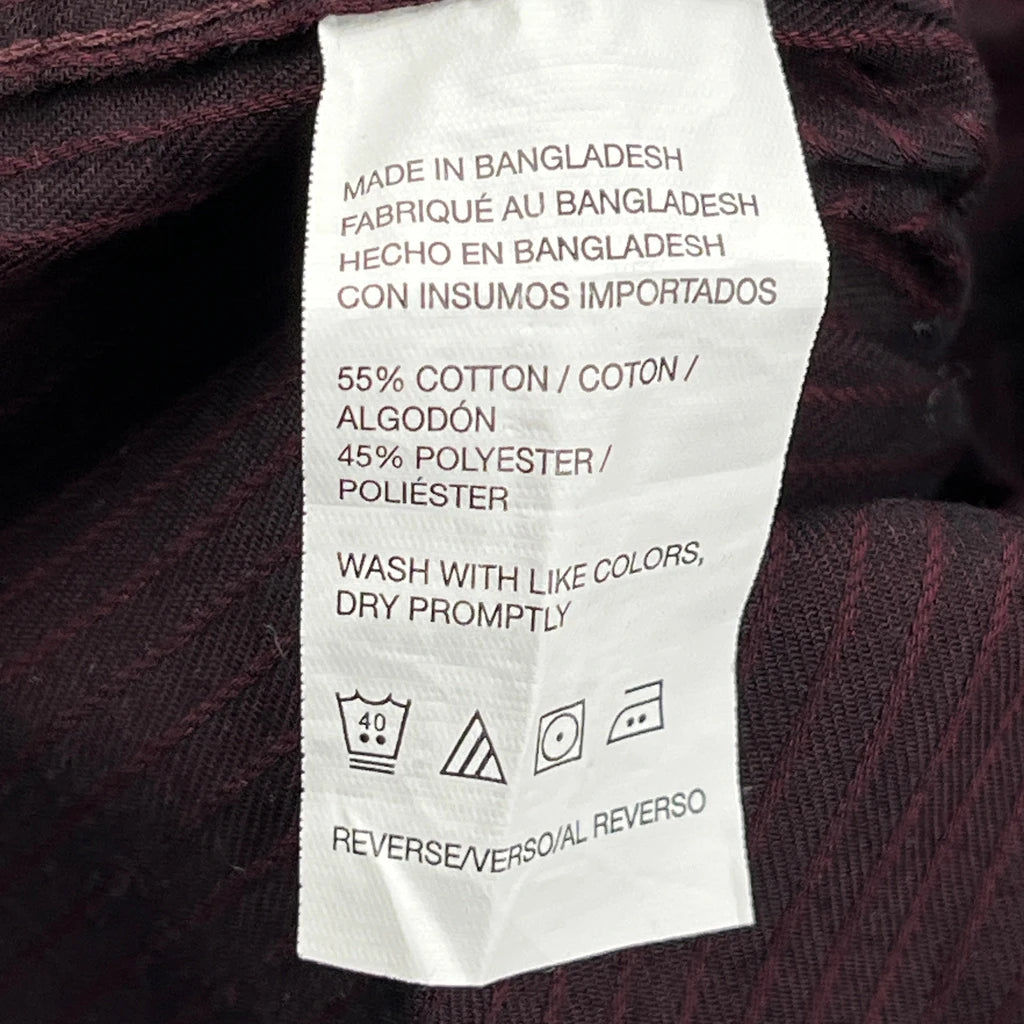 MADE IN BANGLADESH
FABRIQUÉ AU BANGLADESH
HECHO EN BANGLADESH
CON INSUMOS IMPORTADOS
55% COTTON / COTON /
ALGODÓN
45% POLYESTER /
POLIÉSTER
WASH WITH LIKE COLORS,
DRY PROMPTLY
40
REVERSE/VERSO/AL REVERSO